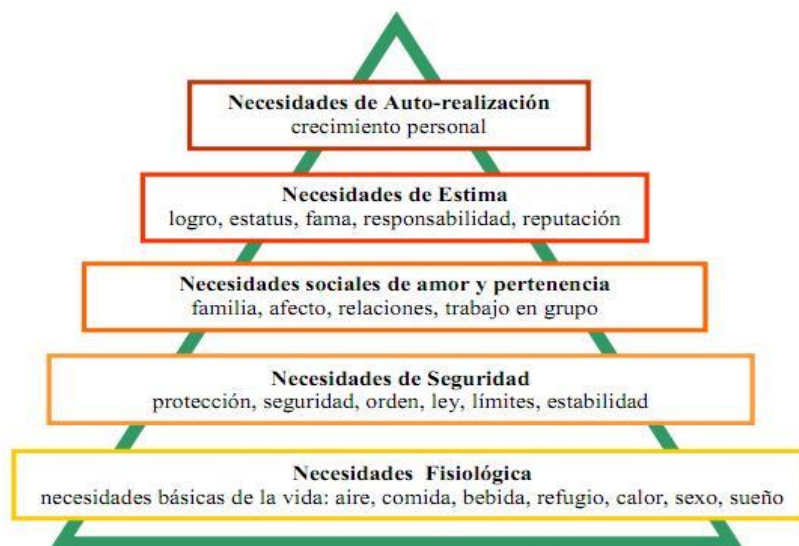 Necesidades de Auto-realización
crecimiento personal
Necesidades de Estima
logro, estatus, fama, responsabilidad, reputación
Necesidades sociales de amor y pertenencia
familia, afecto, relaciones, trabajo en grupo
Necesidades de Seguridad
protección, seguridad, orden, ley, límites, estabilidad
Necesidades Fisiológica
necesidades básicas de la vida: aire, comida, bebida, refugio, calor, sexo, sueño